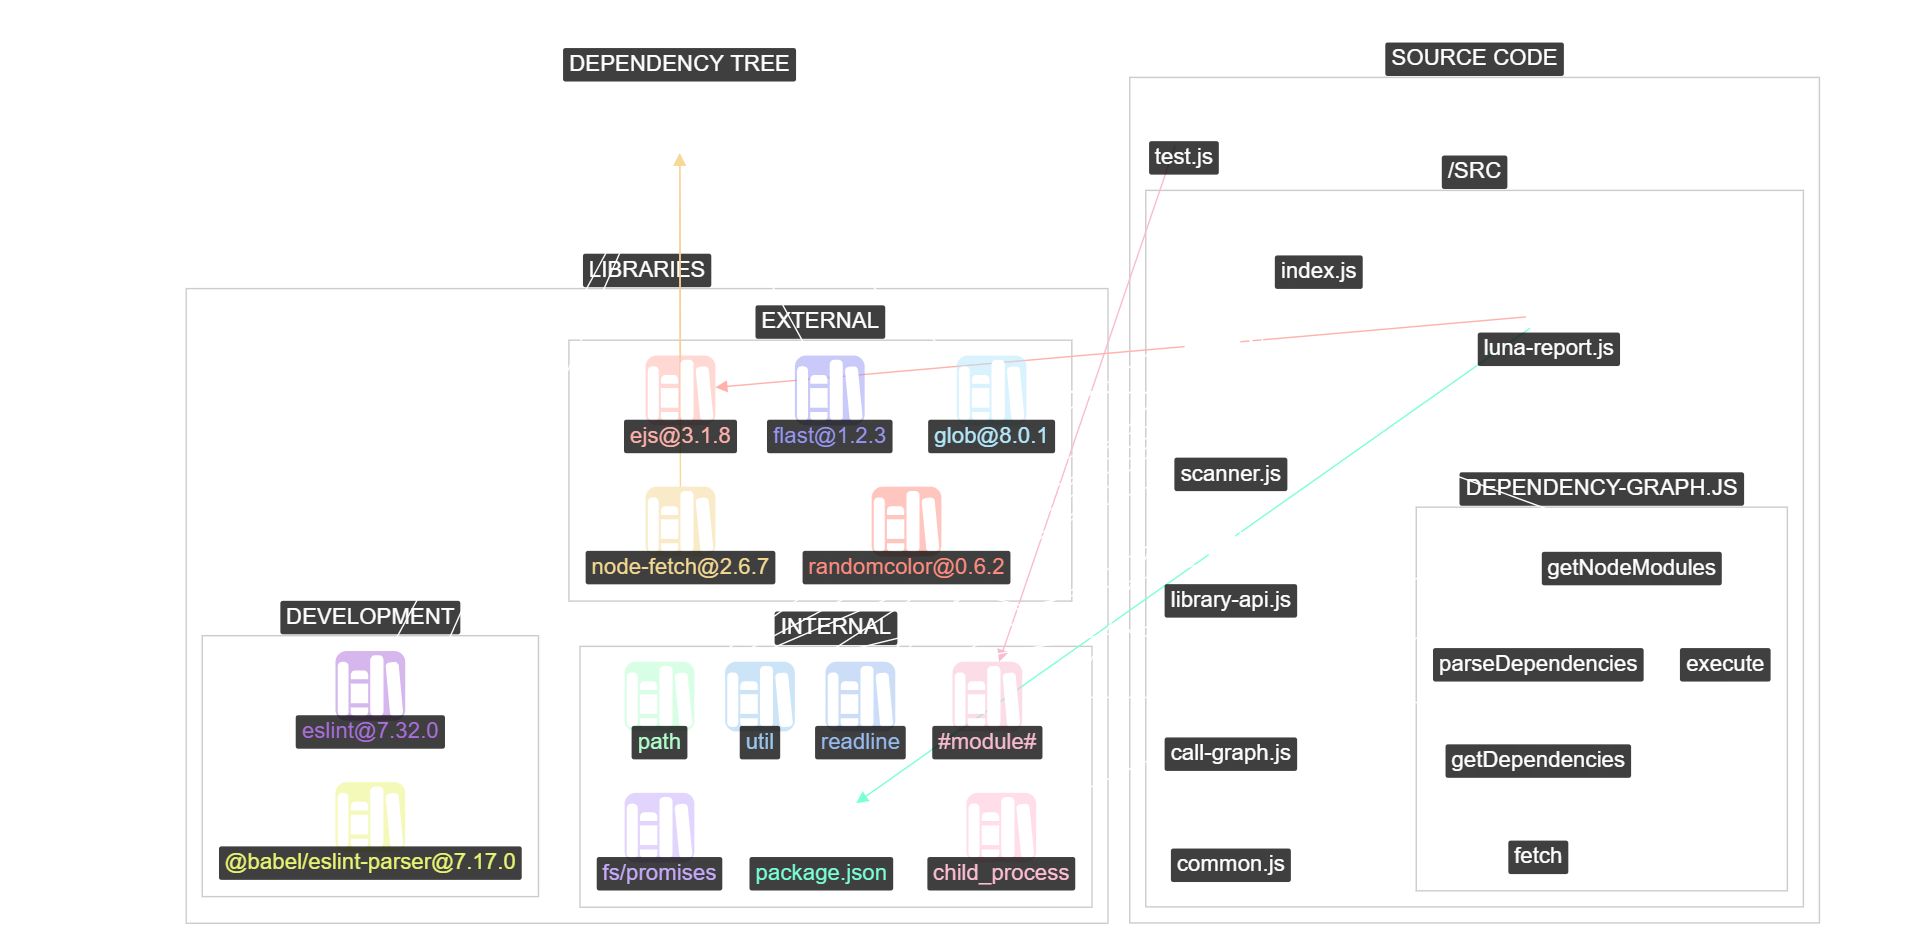 DEPENDENCY TREE
SOURCE CODE
test.js
/SRC
index.js
LIBRARIES
EXTERNAL
luna-report.js
ejs@3.1.8
flast@1.2.3
glob@8.0.1
scanner.js
DEPENDENCY-GRAPH.JS
node-fetch@2.6.7
randomcolor@0.6.2
getNodeModules
library-api.js
DEVELOPMENT
INTERNAL
parseDependencies
execute
eslint@7.32.0
path
util
readline
#module#
call-graph.js
getDependencies
@babel/eslint-parser@7.17.0
fs/promises
package.json
child_process
common.js
fetch